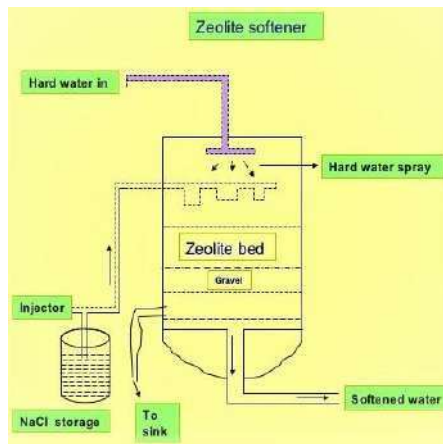 Zeolite softener
Hard water in
Hard water spray
Zeolite bed
Gravel
Injector
NaCl storage
To
sink
Softened water